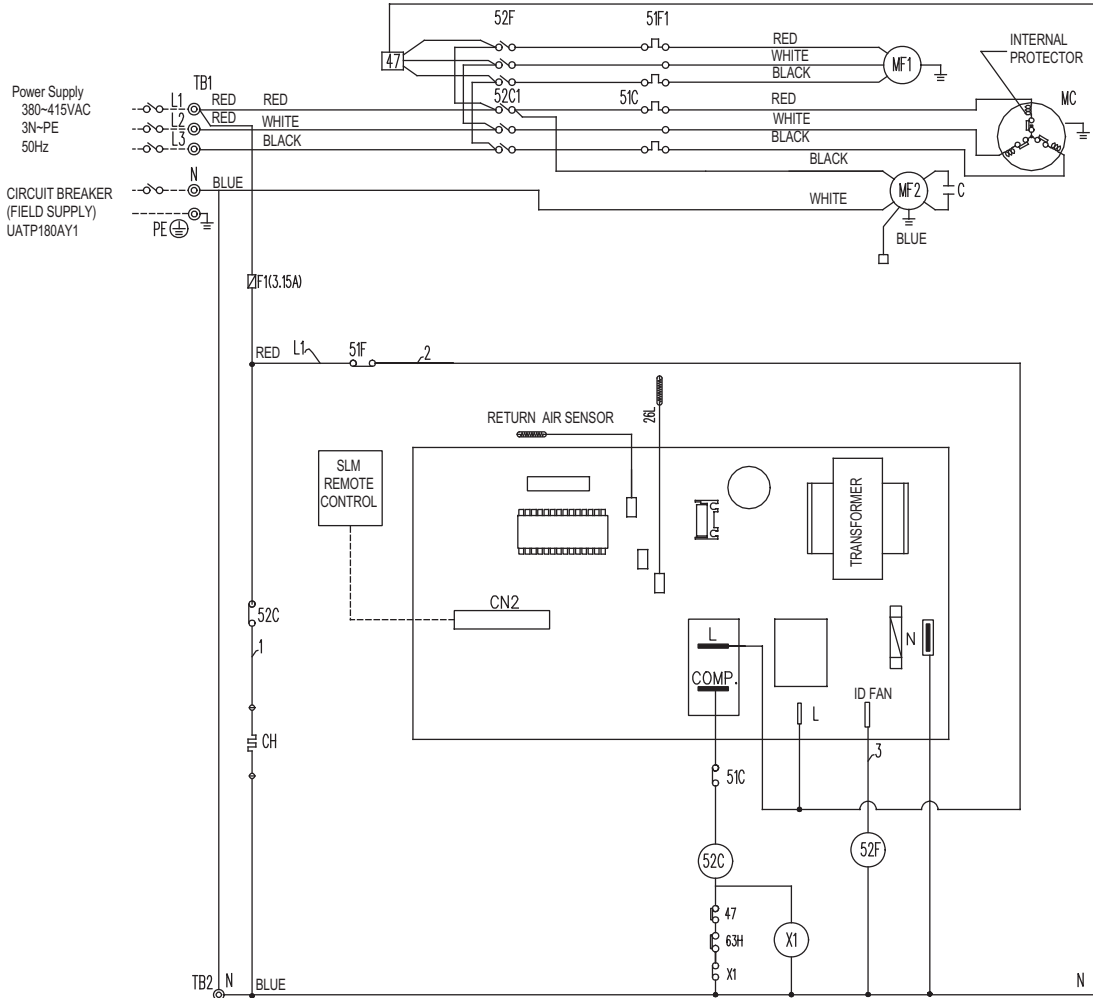 52F
51F1
RED
WHITE
BLACK
MF1
47
INTERNAL
PROTECTOR
MC
Power Supply
380~415VAC
3N~PE
50Hz
TB1
L1
RED
RED
52C1
51C
RED
L2
RED
WHITE
WHITE
L3
BLACK
BLACK
BLACK
N
BLUE
WHITE
MF2
C
BLUE
CIRCUIT BREAKER
(FIELD SUPPLY)
UATP180AY1
PE
F1(3.15A)
RED
L1
51F
2
RETURN AIR SENSOR
26L
SLM
REMOTE
CONTROL
TRANSFORMER
CN2
L
COMP.
N
L
ID FAN
52C
1
CH
51C
3
52C
52F
47
63H
X1
X1
TB2
N
BLUE
N